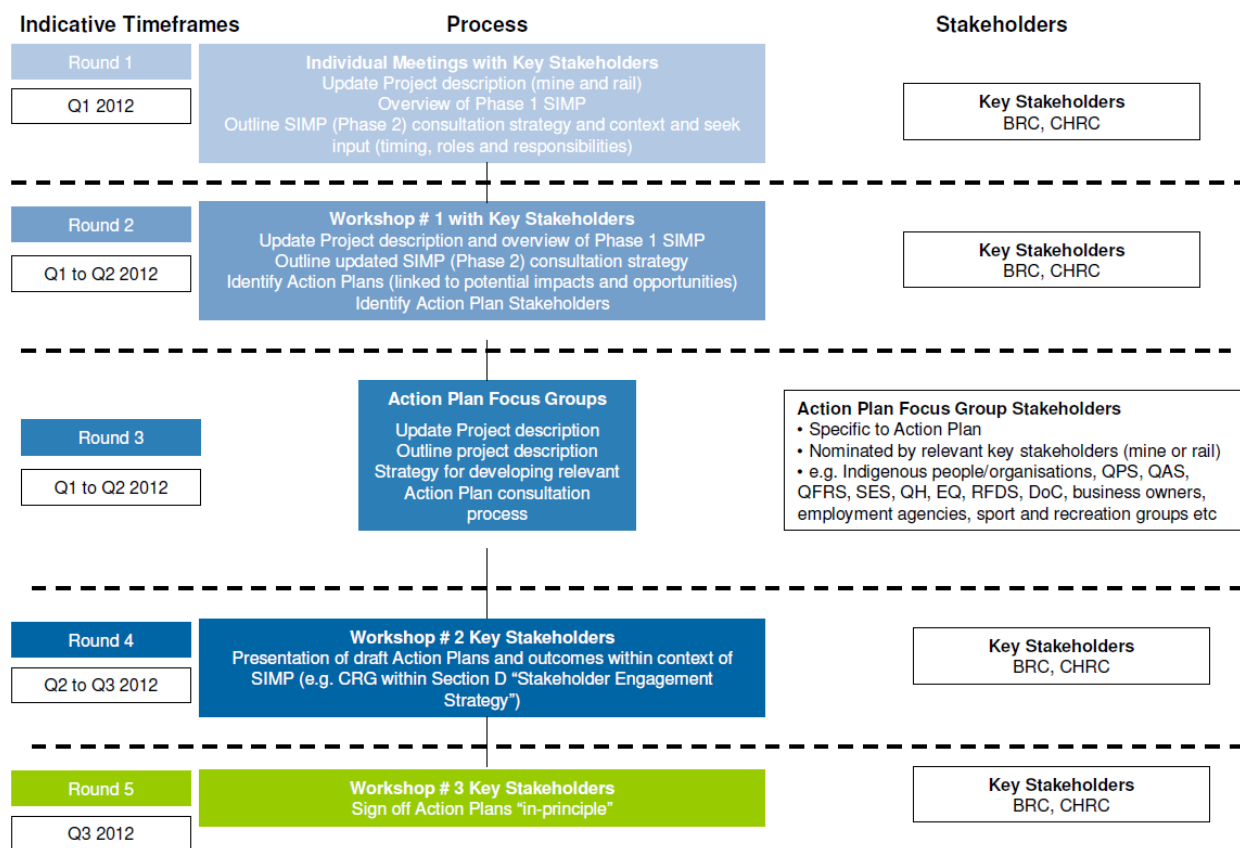 Indicative Timeframes
Process
Stakeholders
Round 1
Q1 2012
Individual Meetings with Key Stakeholders
Update Project description (mine and rail)
Overview of Phase 1 SIMP
Outline SIMP (Phase 2) consultation strategy and context and seek
input (timing, roles and responsibilities)
Key Stakeholders
BRC, CHRC
Round 2
Q1 to Q2 2012
Workshop # 1 with Key Stakeholders
Update Project description and overview of Phase 1 SIMP
Outline updated SIMP (Phase 2) consultation strategy
Identify Action Plans (linked to potential impacts and opportunities)
Identify Action Plan Stakeholders
Key Stakeholders
BRC, CHRC
Round 3
Q1 to Q2 2012
Action Plan Focus Groups
Update Project description
Outline project description
Strategy for developing relevant
Action Plan consultation
process
Action Plan Focus Group Stakeholders
• Specific to Action Plan
• Nominated by relevant key stakeholders (mine or rail)
• e.g. Indigenous people/organisations, QPS, QAS,
QFRS, SES, QH, EQ, RFDS, DoC, business owners,
employment agencies, sport and recreation groups etc
Round 4
Q2 to Q3 2012
Workshop # 2 Key Stakeholders
Presentation of draft Action Plans and outcomes within context of
SIMP (e.g. CRG within Section D “Stakeholder Engagement
Strategy”)
Key Stakeholders
BRC, CHRC
Round 5
Q3 2012
Workshop # 3 Key Stakeholders
Sign off Action Plans “in-principle”
Key Stakeholders
BRC, CHRC